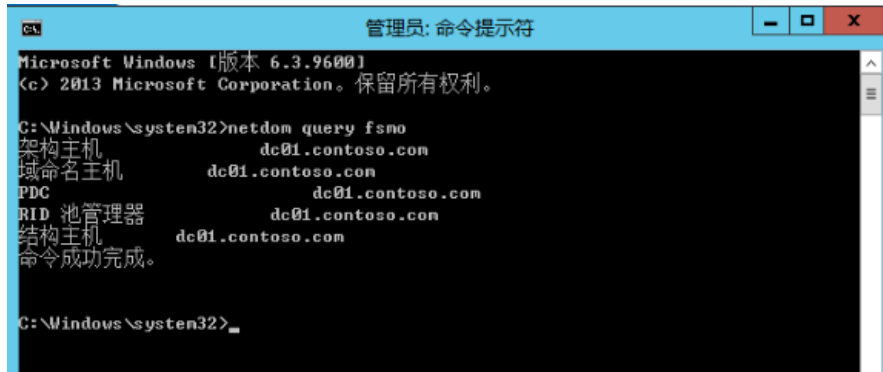 管理员: 命令提示符
Microsoft Windows [版本 6.3.9600]
(c) 2013 Microsoft Corporation。保留所有权利。
C:\Windows\system32>netdom query fsmo
架构主机 dc01.contoso.com
域命名主机 dc01.contoso.com
PDC dc01.contoso.com
RID 池管理器 dc01.contoso.com
结构主机 dc01.contoso.com
命令成功完成。
C:\Windows\system32>_